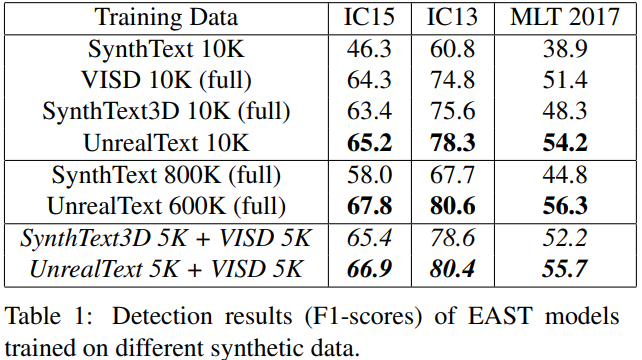 Training Data IC15 IC13 MLT 2017
SynthText 10K 46.3 60.8 38.9
VISD 10K (full) 64.3 74.8 51.4
SynthText3D 10K (full) 63.4 75.6 48.3
UnrealText 10K 65.2 78.3 54.2
SynthText 800K (full) 58.0 67.7 44.8
UnrealText 600K (full) 67.8 80.6 56.3
SynthText3D 5K + VISD 5K 65.4 78.6 52.2
UnrealText 5K + VISD 5K 66.9 80.4 55.7
Table 1: Detection results (F1-scores) of EAST models
trained on different synthetic data.